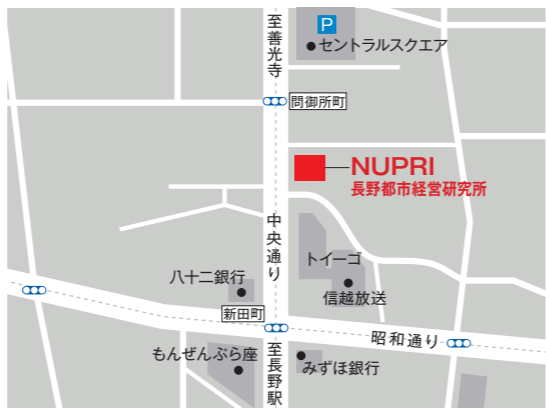 至善光寺
P
セントラルスクエア
問御所町
NUPRI
長野都市経営研究所
中央通り
トイーゴ
八十二銀行
信越放送
新田町
昭和通り
もんぜんぷら座
至長野駅
みずほ銀行